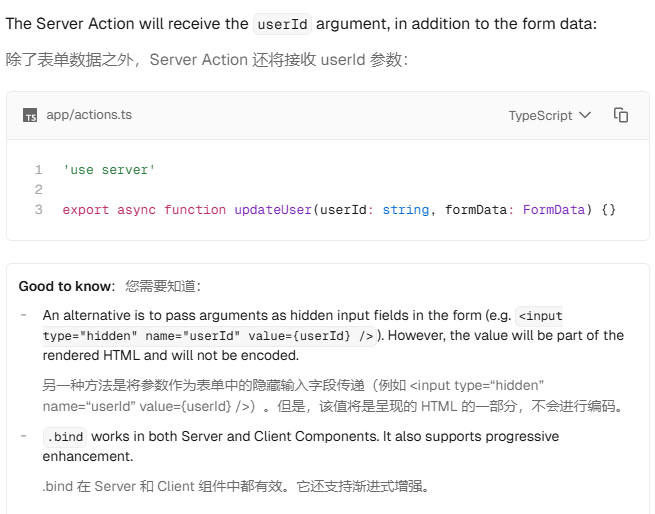 The Server Action will receive the userId argument, in addition to the form data:
除了表单数据之外，Server Action 还将接收 userId 参数：
TS app/actions.ts TypeScript
1 'use server'
2
3 export async function updateUser(userId: string, formData: FormData) {}
Good to know: 您需要知道：
- An alternative is to pass arguments as hidden input fields in the form (e.g. <input
type="hidden" name="userId" value={userId} />). However, the value will be part of the
rendered HTML and will not be encoded.
另一种方法是将参数作为表单中的隐藏输入字段传递（例如 <input type=“hidden”
name=“userId” value={userId} />）。但是，该值将是呈现的 HTML 的一部分，不会进行编码。
- .bind works in both Server and Client Components. It also supports progressive
enhancement.
.bind 在 Server 和 Client 组件中都有效。它还支持渐进式增强。